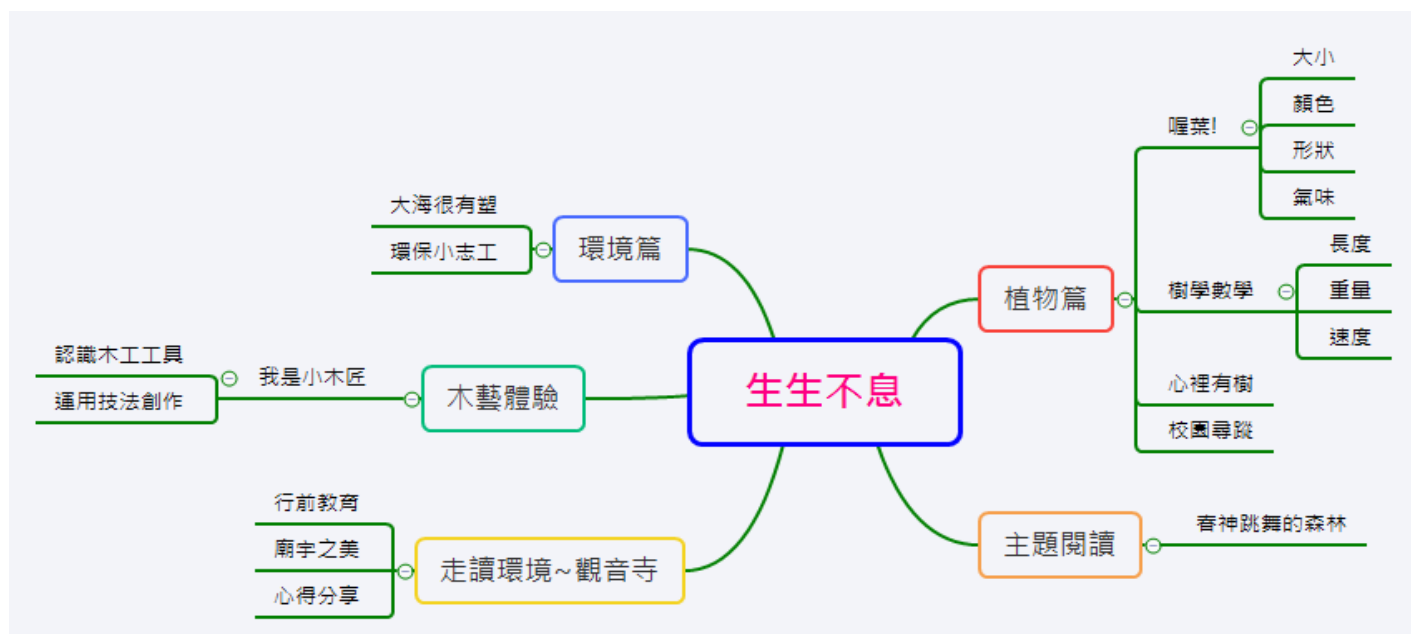 生生不息
植物篇
喔葉!
大小
顏色
形狀
氣味
樹學數學
長度
重量
速度
心裡有樹
校園尋蹤
主題閱讀
春神跳舞的森林
環境篇
大海很有塑
環保小志工
木藝體驗
我是小木匠
認識木工工具
運用技法創作
走讀環境~觀音寺
行前教育
廟宇之美
心得分享